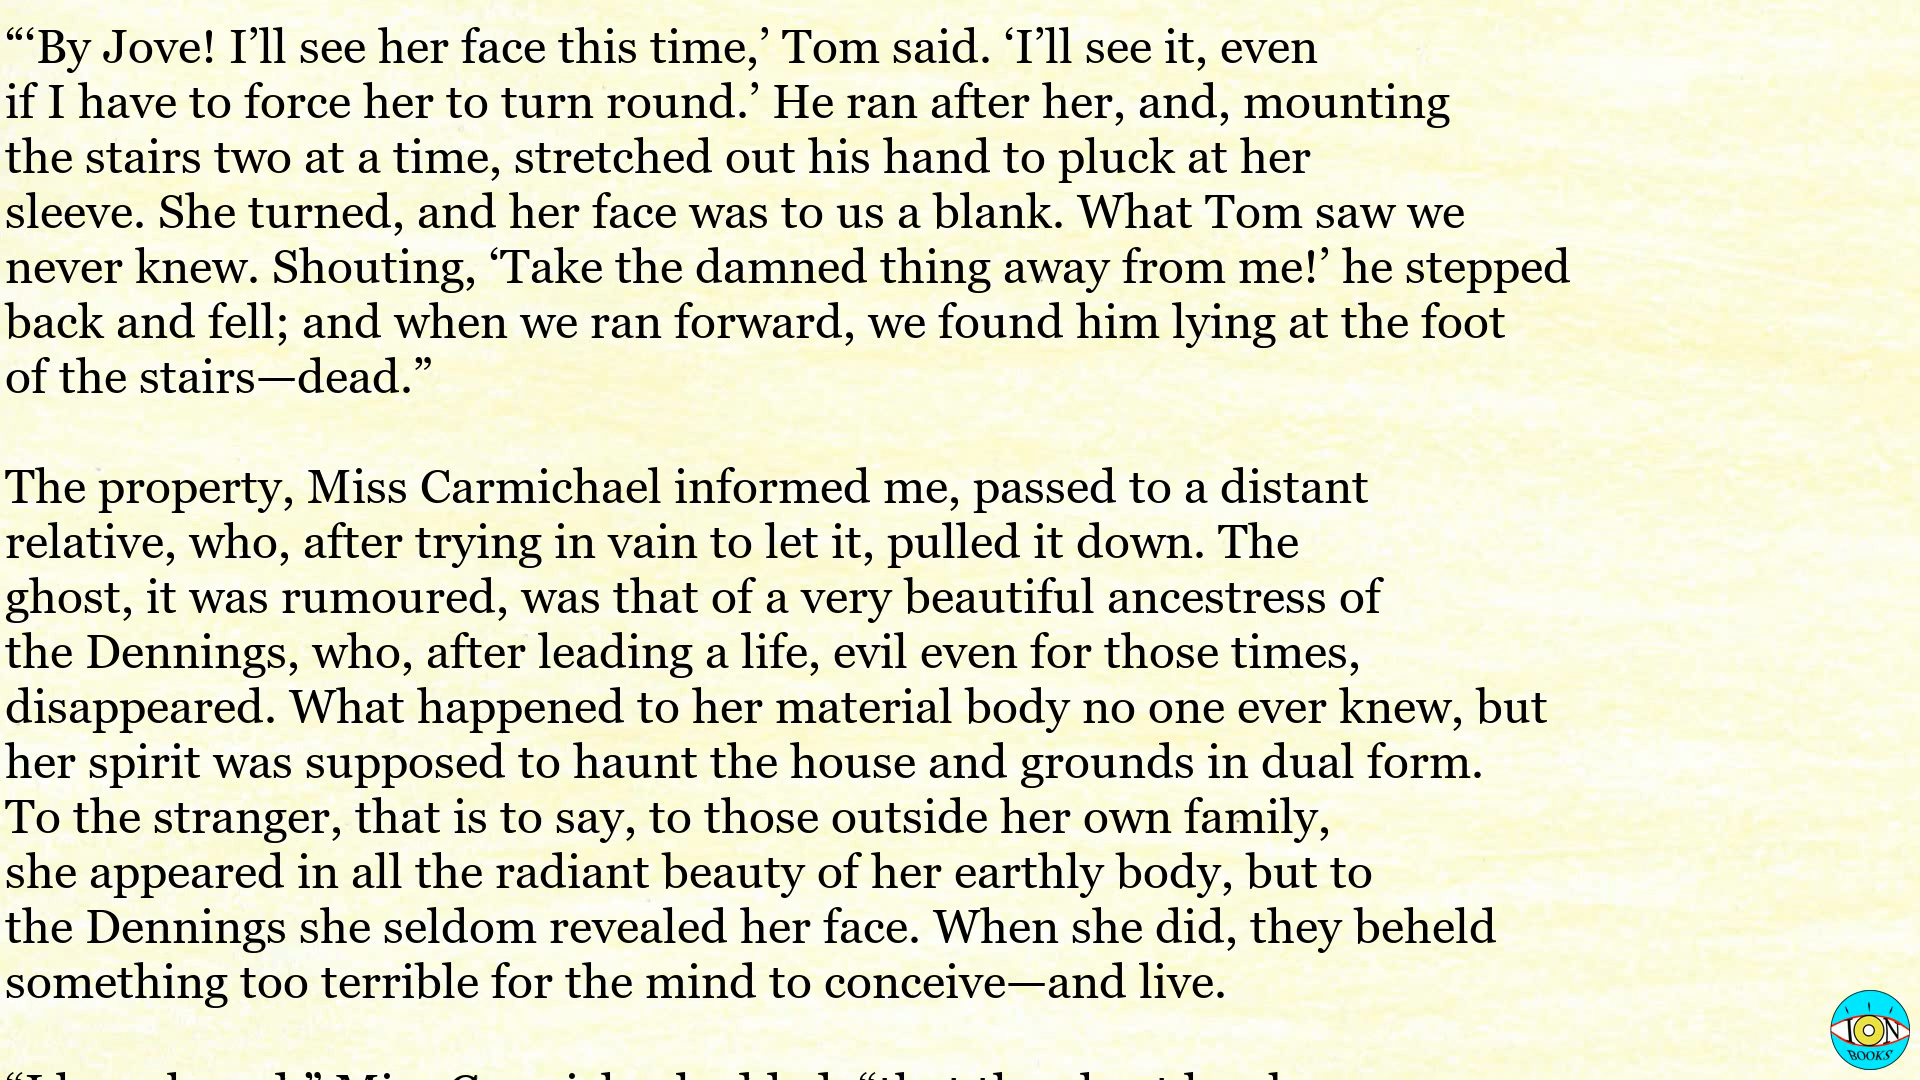 “‘By Jove! I’ll see her face this time,’ Tom said. ‘I’ll see it, even
if I have to force her to turn round.’ He ran after her, and, mounting
the stairs two at a time, stretched out his hand to pluck at her
sleeve. She turned, and her face was to us a blank. What Tom saw we
never knew. Shouting, ‘Take the damned thing away from me!’ he stepped
back and fell; and when we ran forward, we found him lying at the foot
of the stairs—dead.”
The property, Miss Carmichael informed me, passed to a distant
relative, who, after trying in vain to let it, pulled it down. The
ghost, it was rumoured, was that of a very beautiful ancestress of
the Dennings, who, after leading a life, evil even for those times,
disappeared. What happened to her material body no one ever knew, but
her spirit was supposed to haunt the house and grounds in dual form.
To the stranger, that is to say, to those outside her own family,
she appeared in all the radiant beauty of her earthly body, but to
the Dennings she seldom revealed her face. When she did, they beheld
something too terrible for the mind to conceive—and live.
ION
BOOKS